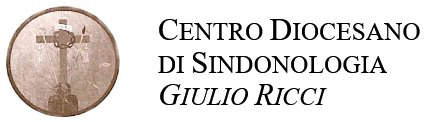 CENTRO DIOCESANO
DI SINDONOLOGIA
GIULIO RICCI